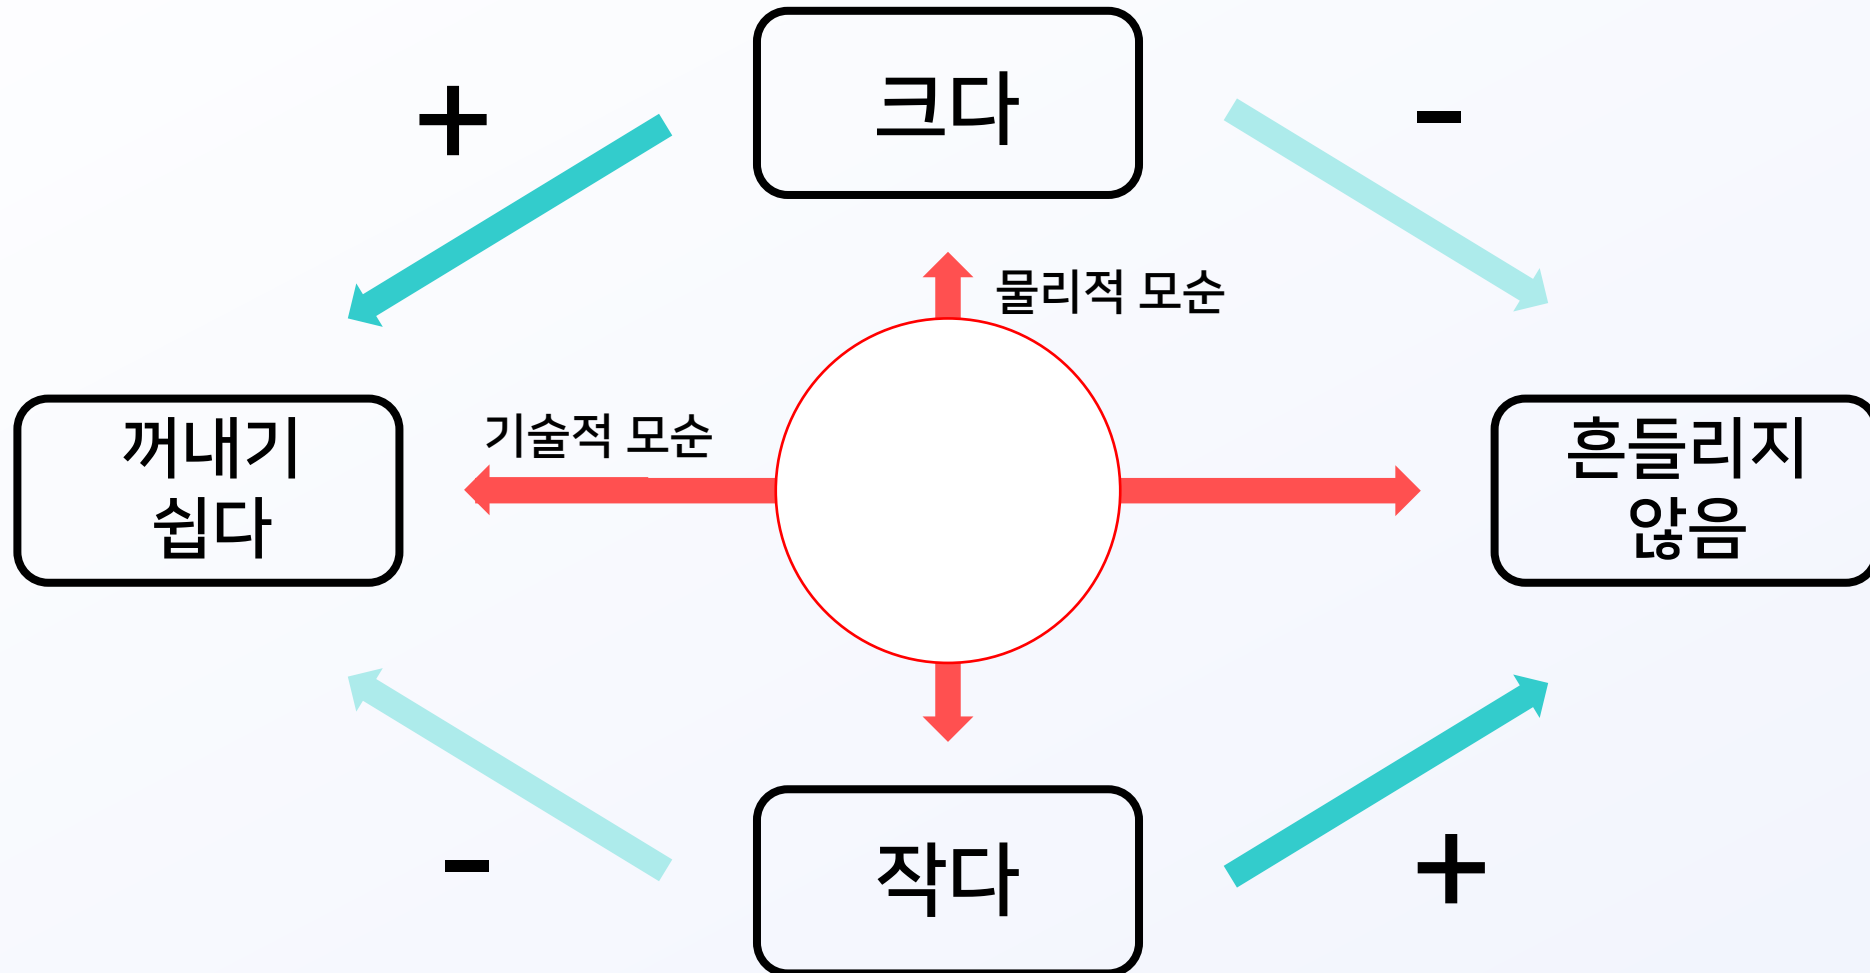 크다
+
-
물리적 모순
기술적 모순
꺼내기
쉽다
흔들리지
않음
작다
-
+